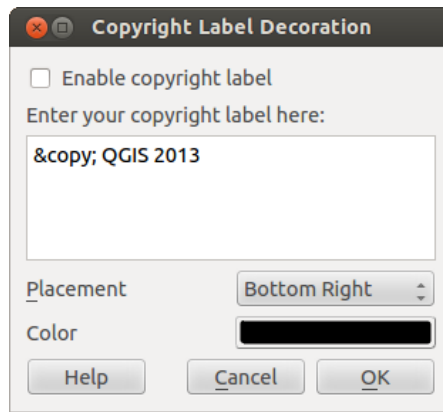 Copyright Label Decoration
Enable copyright label
Enter your copyright label here:
&copy; QGIS 2013
Placement Bottom Right
Color
Help Cancel OK